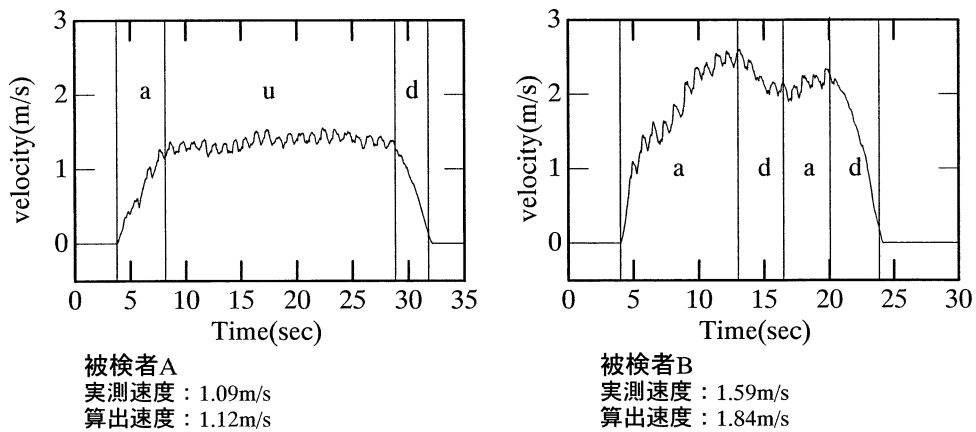 3
2
1
0
velocity(m/s)
a
u
d
0
5
10
15
20
25
30
35
Time(sec)
被検者A
実測速度：1.09m/s
算出速度：1.12m/s
3
2
1
0
velocity(m/s)
a
d
a
d
0
5
10
15
20
25
30
Time(sec)
被検者B
実測速度：1.59m/s
算出速度：1.84m/s